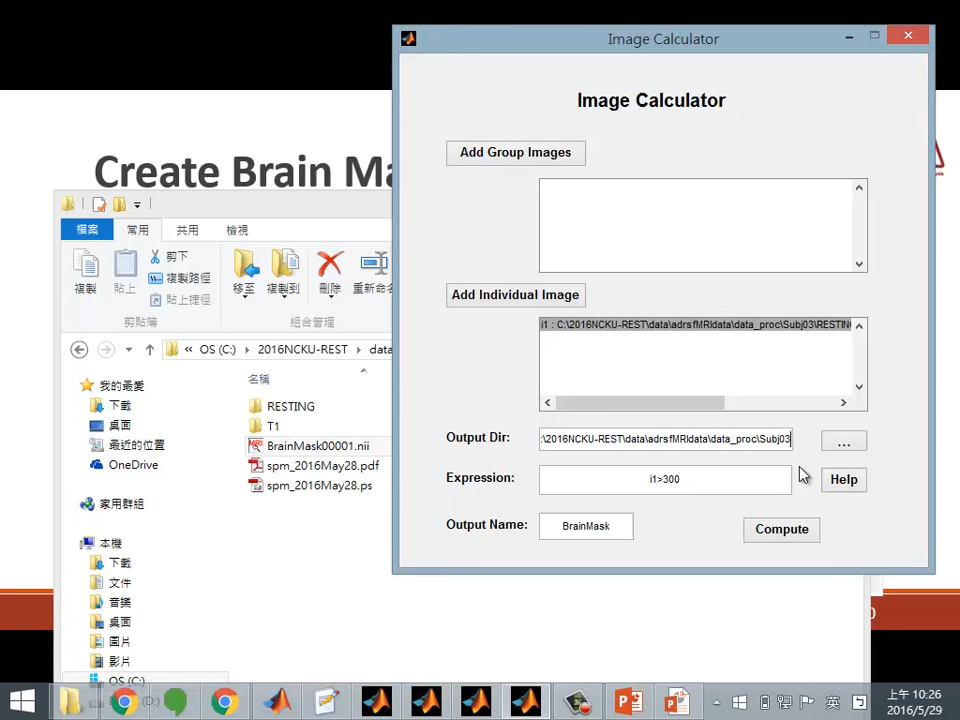 Image Calculator
Image Calculator
Add Group Images
Create Brain Ma
檔案
常用
共用
檢視
複製
貼上
剪下
複製路徑
貼上捷徑
移至
複製到
刪除
重新命名
剪貼簿
組合管理
Add Individual Image
i1 : C:\2016NCKU-REST\data\adrsfMRIdata\data_proc\Subj03\RESTING
« OS (C:)
2016NCKU-REST
data
名稱
我的最愛
下載
桌面
最近的位置
OneDrive
家用群組
本機
下載
文件
音樂
桌面
圖片
影片
OS (C:)
RESTING
T1
BrainMask00001.nii
spm_2016May28.pdf
spm_2016May28.ps
Output Dir:
:\2016NCKU-REST\data\adrsfMRIdata\data_proc\Subj03
...
Expression:
i1>300
Help
Output Name:
BrainMask
Compute
0
(D:)
英
上午 10:26
2016/5/29